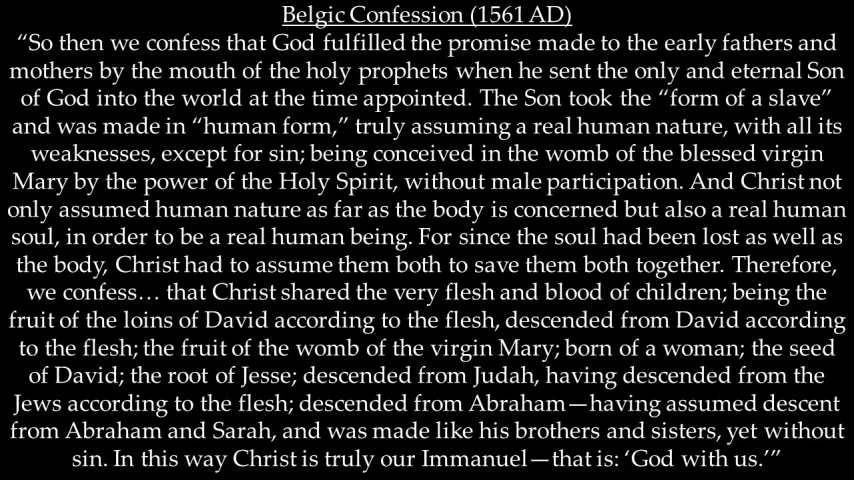 Belgic Confession (1561 AD)
“So then we confess that God fulfilled the promise made to the early fathers and
mothers by the mouth of the holy prophets when he sent the only and eternal Son
of God into the world at the time appointed. The Son took the “form of a slave”
and was made in “human form,” truly assuming a real human nature, with all its
weaknesses, except for sin; being conceived in the womb of the blessed virgin
Mary by the power of the Holy Spirit, without male participation. And Christ not
only assumed human nature as far as the body is concerned but also a real human
soul, in order to be a real human being. For since the soul had been lost as well as
the body, Christ had to assume them both to save them both together. Therefore,
we confess… that Christ shared the very flesh and blood of children; being the
fruit of the loins of David according to the flesh, descended from David according
to the flesh; the fruit of the womb of the virgin Mary; born of a woman; the seed
of David; the root of Jesse; descended from Judah, having descended from the
Jews according to the flesh; descended from Abraham—having assumed descent
from Abraham and Sarah, and was made like his brothers and sisters, yet without
sin. In this way Christ is truly our Immanuel—that is: ‘God with us.’”